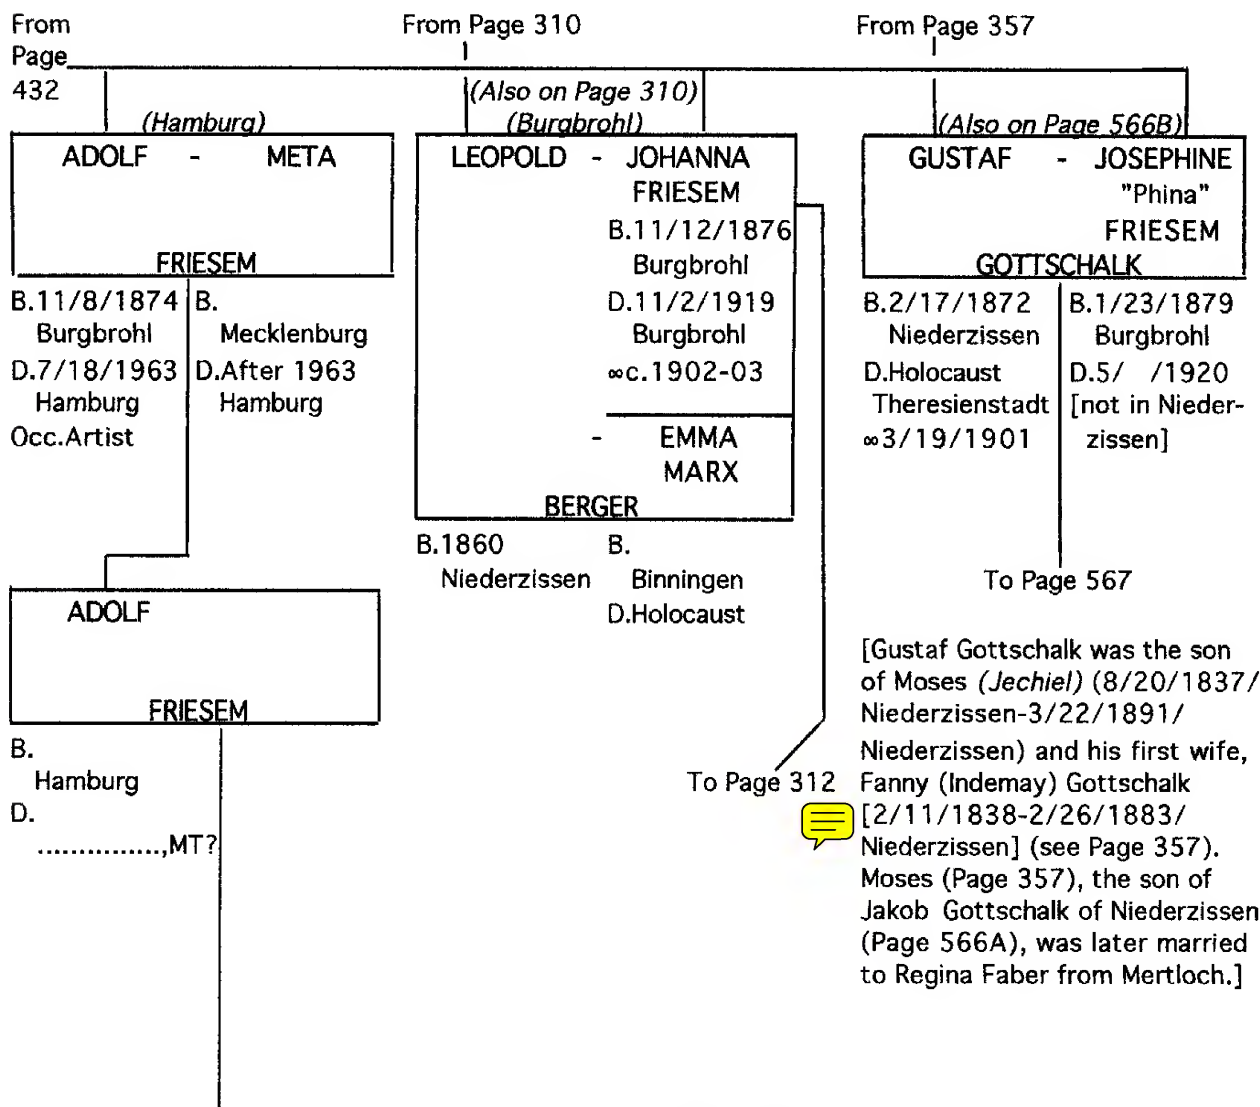 From
Page
432
From Page 310
From Page 357
(Hamburg)
ADOLF - META
FRIESEM
B.11/8/1874
Burgbrohl
D.7/18/1963
Hamburg
Occ.Artist
B.
Mecklenburg
D.After 1963
Hamburg
ADOLF
FRIESEM
B.
Hamburg
D.
...............,MT?
(Also on Page 310)
(Burgbrohl)
LEOPOLD - JOHANNA
FRIESEM
B.11/12/1876
Burgbrohl
D.11/2/1919
Burgbrohl
∞c.1902-03
- EMMA
MARX
BERGER
B.1860
Niederzissen
B.
Binningen
D.Holocaust
To Page 312
(Also on Page 566B)
GUSTAF - JOSEPHINE
"Phina"
FRIESEM
GOTTSCHALK
B.2/17/1872
Niederzissen
D.Holocaust
Theresienstadt
∞3/19/1901
B.1/23/1879
Burgbrohl
D.5/ /1920
[not in Nieder-
zissen]
To Page 567
[Gustaf Gottschalk was the son
of Moses (Jechiel) (8/20/1837/
Niederzissen-3/22/1891/
Niederzissen) and his first wife,
Fanny (Indemay) Gottschalk
[2/11/1838-2/26/1883/
Niederzissen] (see Page 357).
Moses (Page 357), the son of
Jakob Gottschalk of Niederzissen
(Page 566A), was later married
to Regina Faber from Mertloch.]